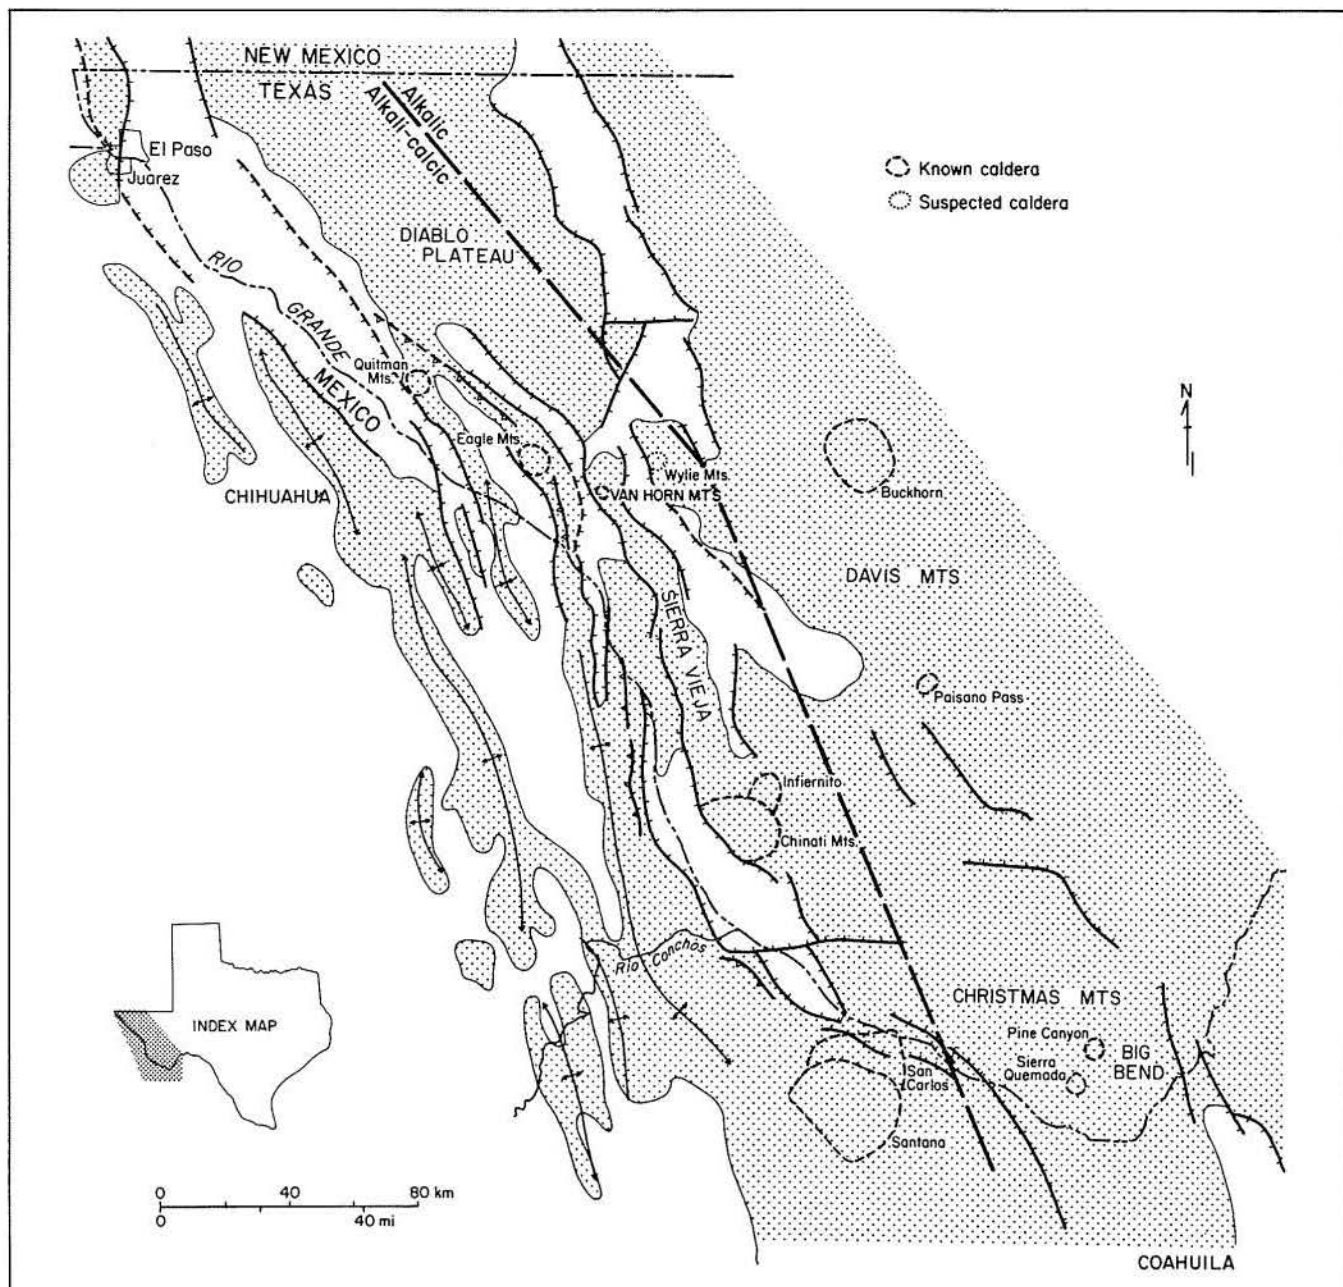 NEW MEXICO
TEXAS
Alkalic
Alkali-calcic
El Paso
Juarez
Known caldera
Suspected caldera
DIABLO
PLATEAU
RIO
GRANDE
MEXICO
Quitman
Mts.
N
Eagle Mts.
Wylie Mts.
VAN HORN MTS
Buckhorn
CHIHUAHUA
DAVIS MTS
SIERRA VIEJA
Paisano Pass
Infiernito
Chinati Mts.
Rio Conchos
INDEX MAP
CHRISTMAS MTS
Pine Canyon
BIG
BEND
Sierra
Quemada
San
Carlos
Santana
0 40 80 km
0 40 mi
COAHUILA